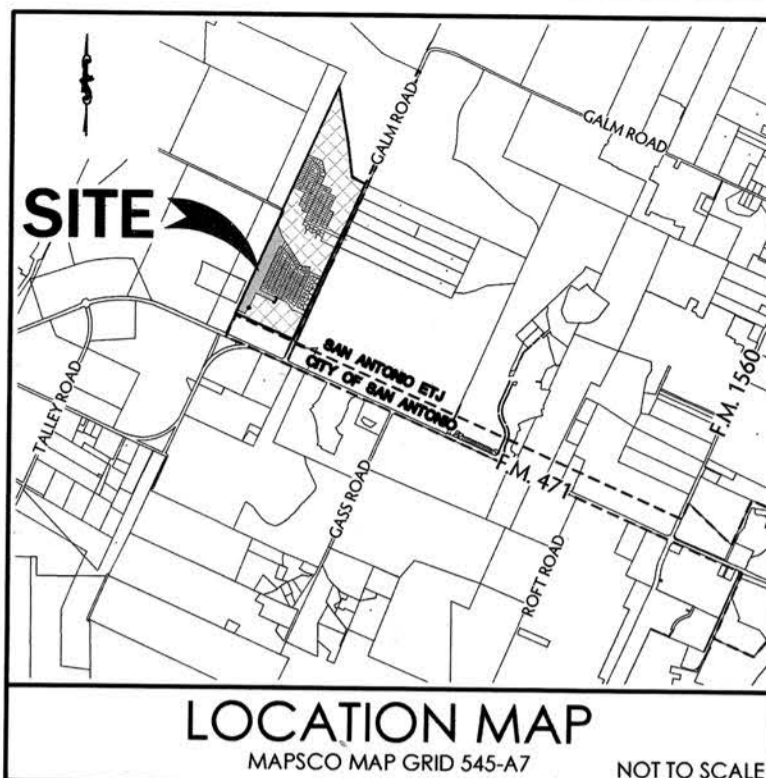 GALM ROAD
GALM ROAD
SITE
SAN ANTONIO ETJ
CITY OF SAN ANTONIO
F.M. 1560
TALLEY ROAD
GASS ROAD
F.M. 471
ROFT ROAD
LOCATION MAP
MAPSCO MAP GRID 545-A7
NOT TO SCALE